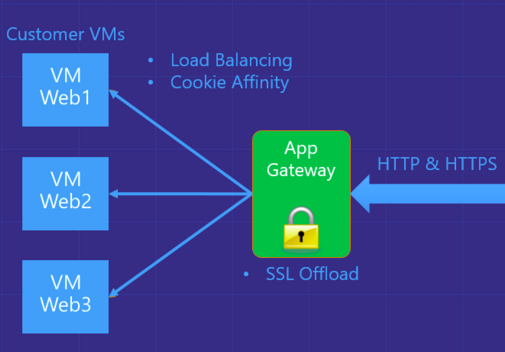 Customer VMs
VM
Web1
• Load Balancing
• Cookie Affinity
App
Gateway
HTTP & HTTPS
VM
Web2
• SSL Offload
VM
Web3